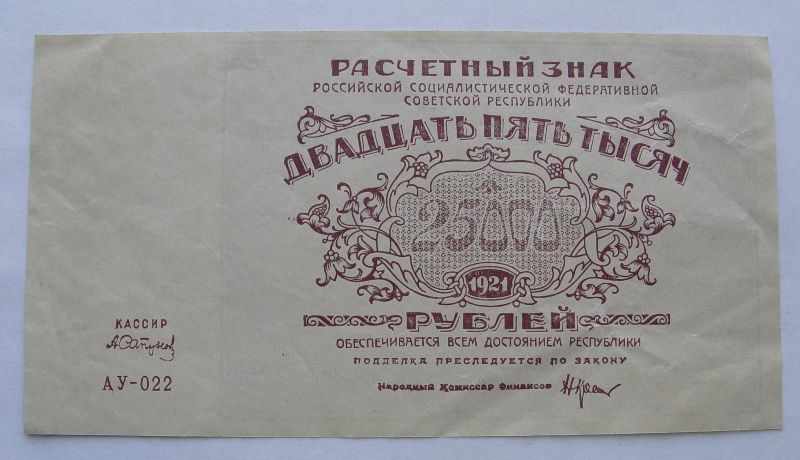 РАСЧЕТНЫЙ ЗНАК
РОССИЙСКОЙ СОЦИАЛИСТИЧЕСКОЙ ФЕДЕРАТИВНОЙ
СОВЕТСКОЙ РЕСПУБЛИКИ
ДВАДЦАТЬ ПЯТЬ ТЫСЯЧ
25000
1921
РУБЛЕЙ
ОБЕСПЕЧИВАЕТСЯ ВСЕМ ДОСТОЯНИЕМ РЕСПУБЛИКИ
ПОДДЕЛКА ПРЕСЛЕДУЕТСЯ ПО ЗАКОНУ
Народный Комиссар Финансов
КАССИР
АУ-022